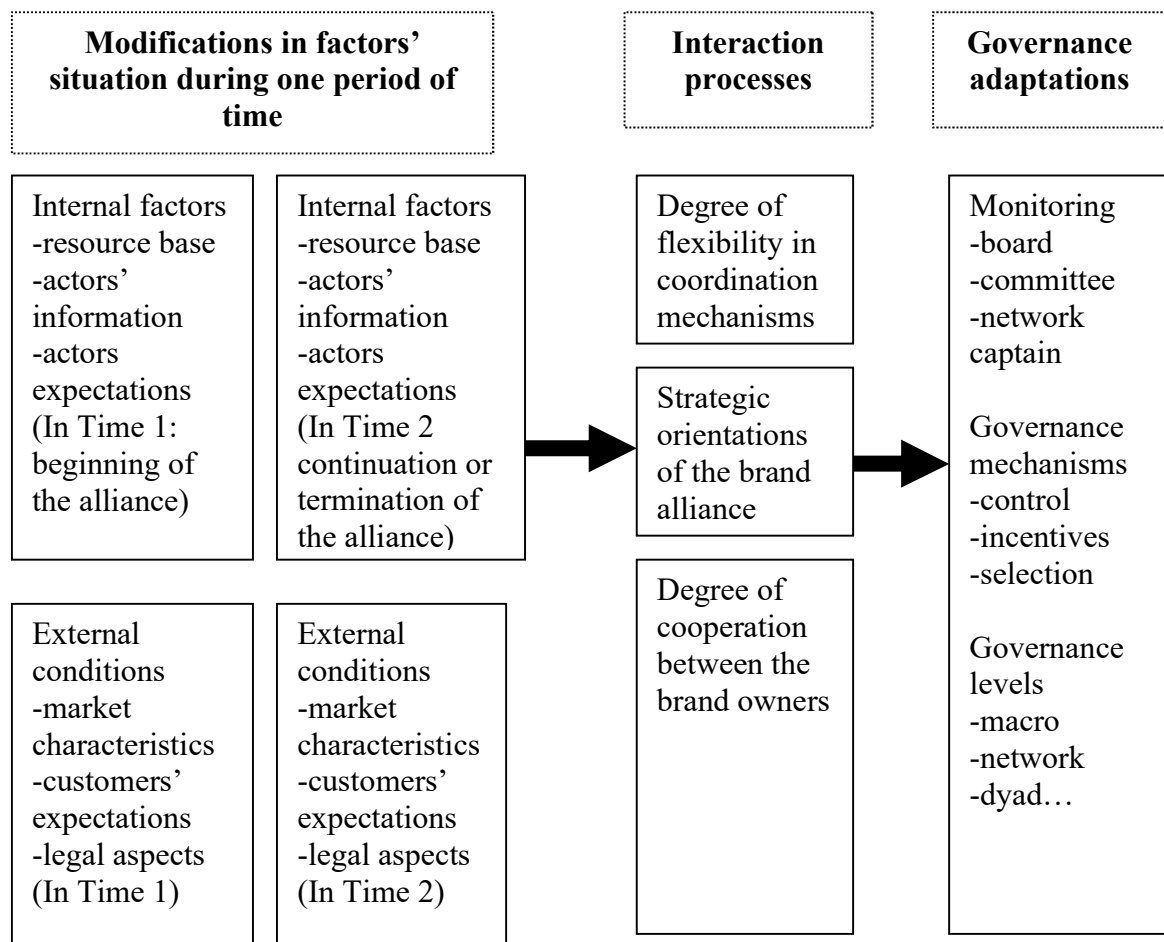 Modifications in factors’
situation during one period of
time
Interaction
processes
Governance
adaptations
Internal factors
-resource base
-actors’
information
-actors
expectations
(In Time 1:
beginning of
the alliance)
Internal factors
-resource base
-actors’
information
-actors
expectations
(In Time 2
continuation or
termination of
the alliance)
External
conditions
-market
characteristics
-customers’
expectations
-legal aspects
(In Time 1)
External
conditions
-market
characteristics
-customers’
expectations
-legal aspects
(In Time 2)
Degree of
flexibility in
coordination
mechanisms
Strategic
orientations
of the brand
alliance
Degree of
cooperation
between the
brand owners
Monitoring
-board
-committee
-network
captain
Governance
mechanisms
-control
-incentives
-selection
Governance
levels
-macro
-network
-dyad…